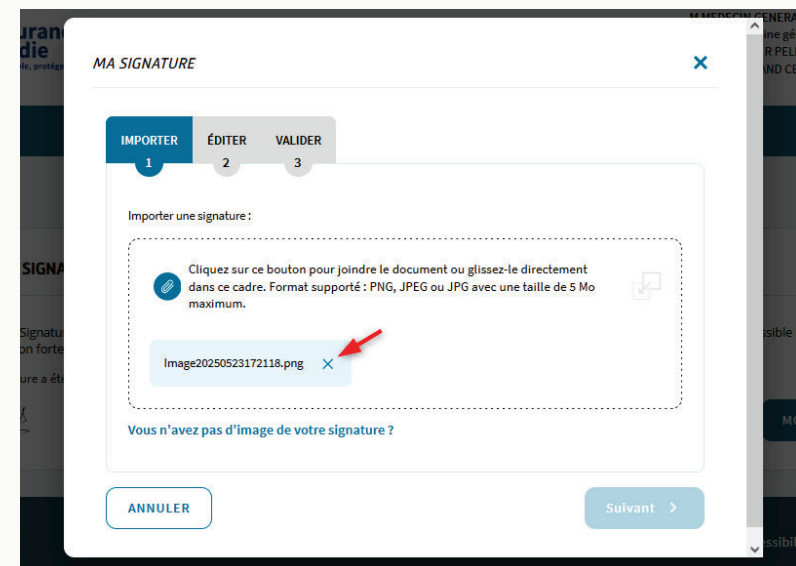 MA SIGNATURE
IMPORTER
1
ÉDITER
2
VALIDER
3
Importer une signature :
Cliquez sur ce bouton pour joindre le document ou glissez-le directement
dans ce cadre. Format supporté : PNG, JPEG ou JPG avec une taille de 5 Mo
maximum.
Image20250523172118.png
Vous n'avez pas d'image de votre signature ?
ANNULER
Suivant